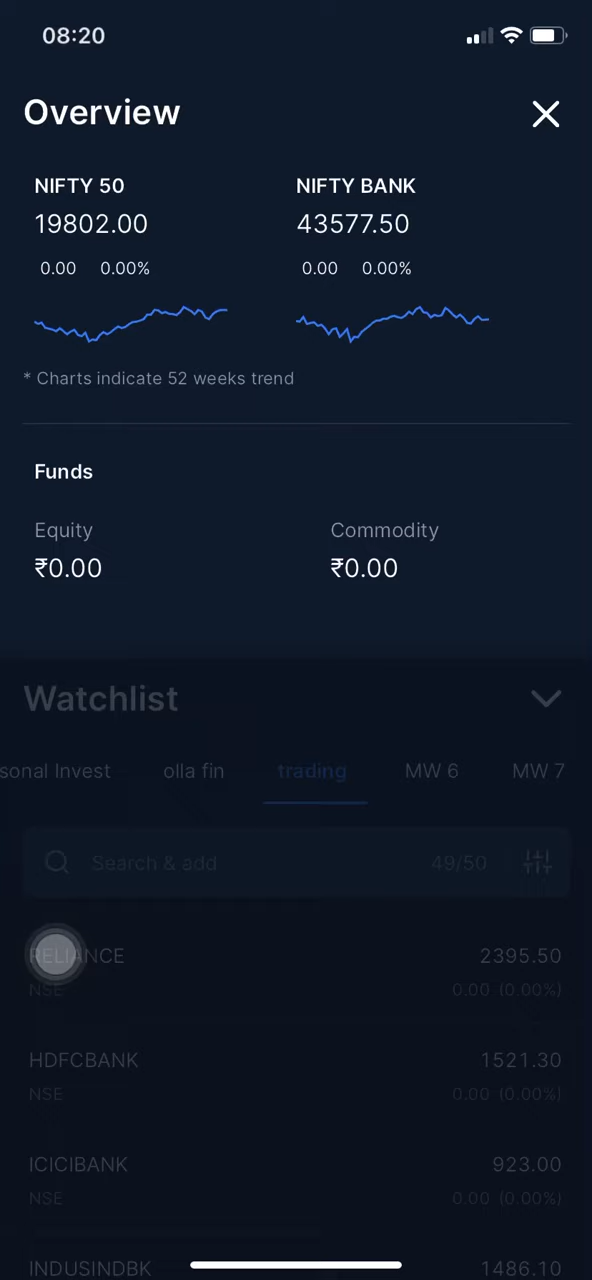 08:20
Overview
NIFTY 50 NIFTY BANK
19802.00 43577.50
0.00 0.00% 0.00 0.00%
* Charts indicate 52 weeks trend
Funds
Equity Commodity
₹0.00 ₹0.00
Watchlist
sonal Invest olla fin trading MW 6 MW 7
Search & add 49/50
RELIANCE 2395.50
NSE 0.00 (0.00%)
HDFCBANK 1521.30
NSE 0.00 (0.00%)
ICICIBANK 923.00
NSE 0.00 (0.00%)
INDUSINDBK 1486.10